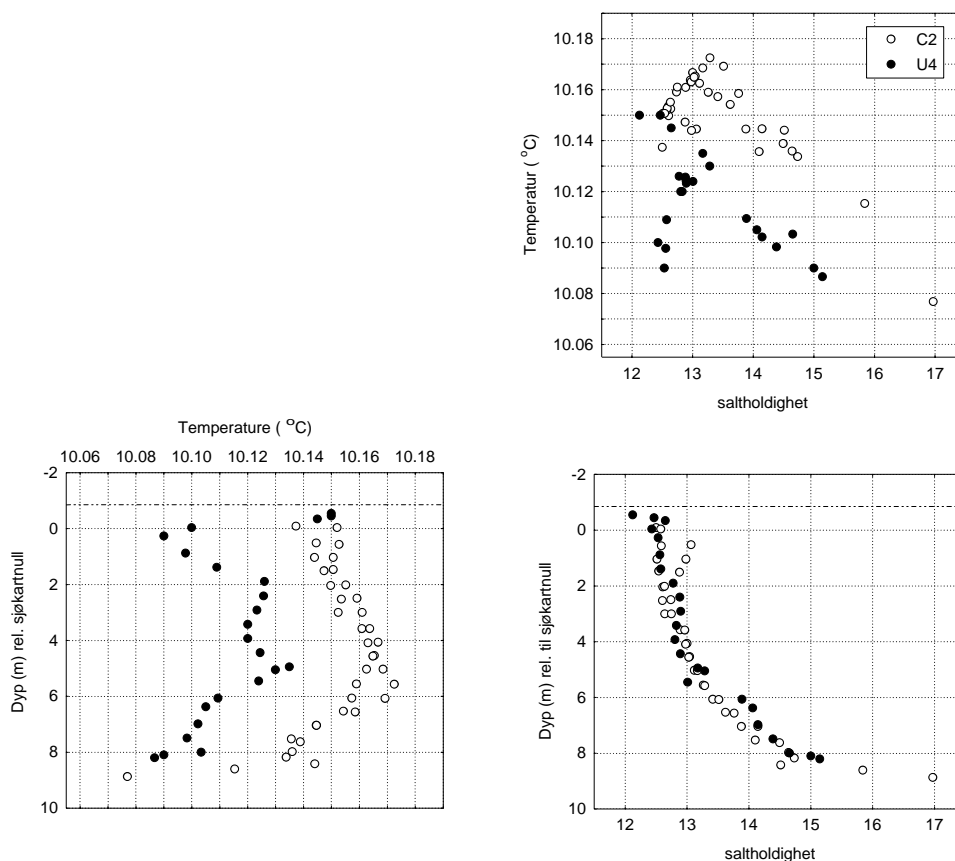 10.18
10.16
10.14
10.12
10.10
10.08
10.06
Temperatur ( °C)
C2
U4
12 13 14 15 16 17
saltholdighet
Temperature ( °C)
10.06 10.08 10.10 10.12 10.14 10.16 10.18
-2
0
2
4
6
8
10
Dyp (m) rel. sjøkartnull
-2
0
2
4
6
8
10
Dyp (m) rel. til sjøkartnull
12 13 14 15 16 17
saltholdighet